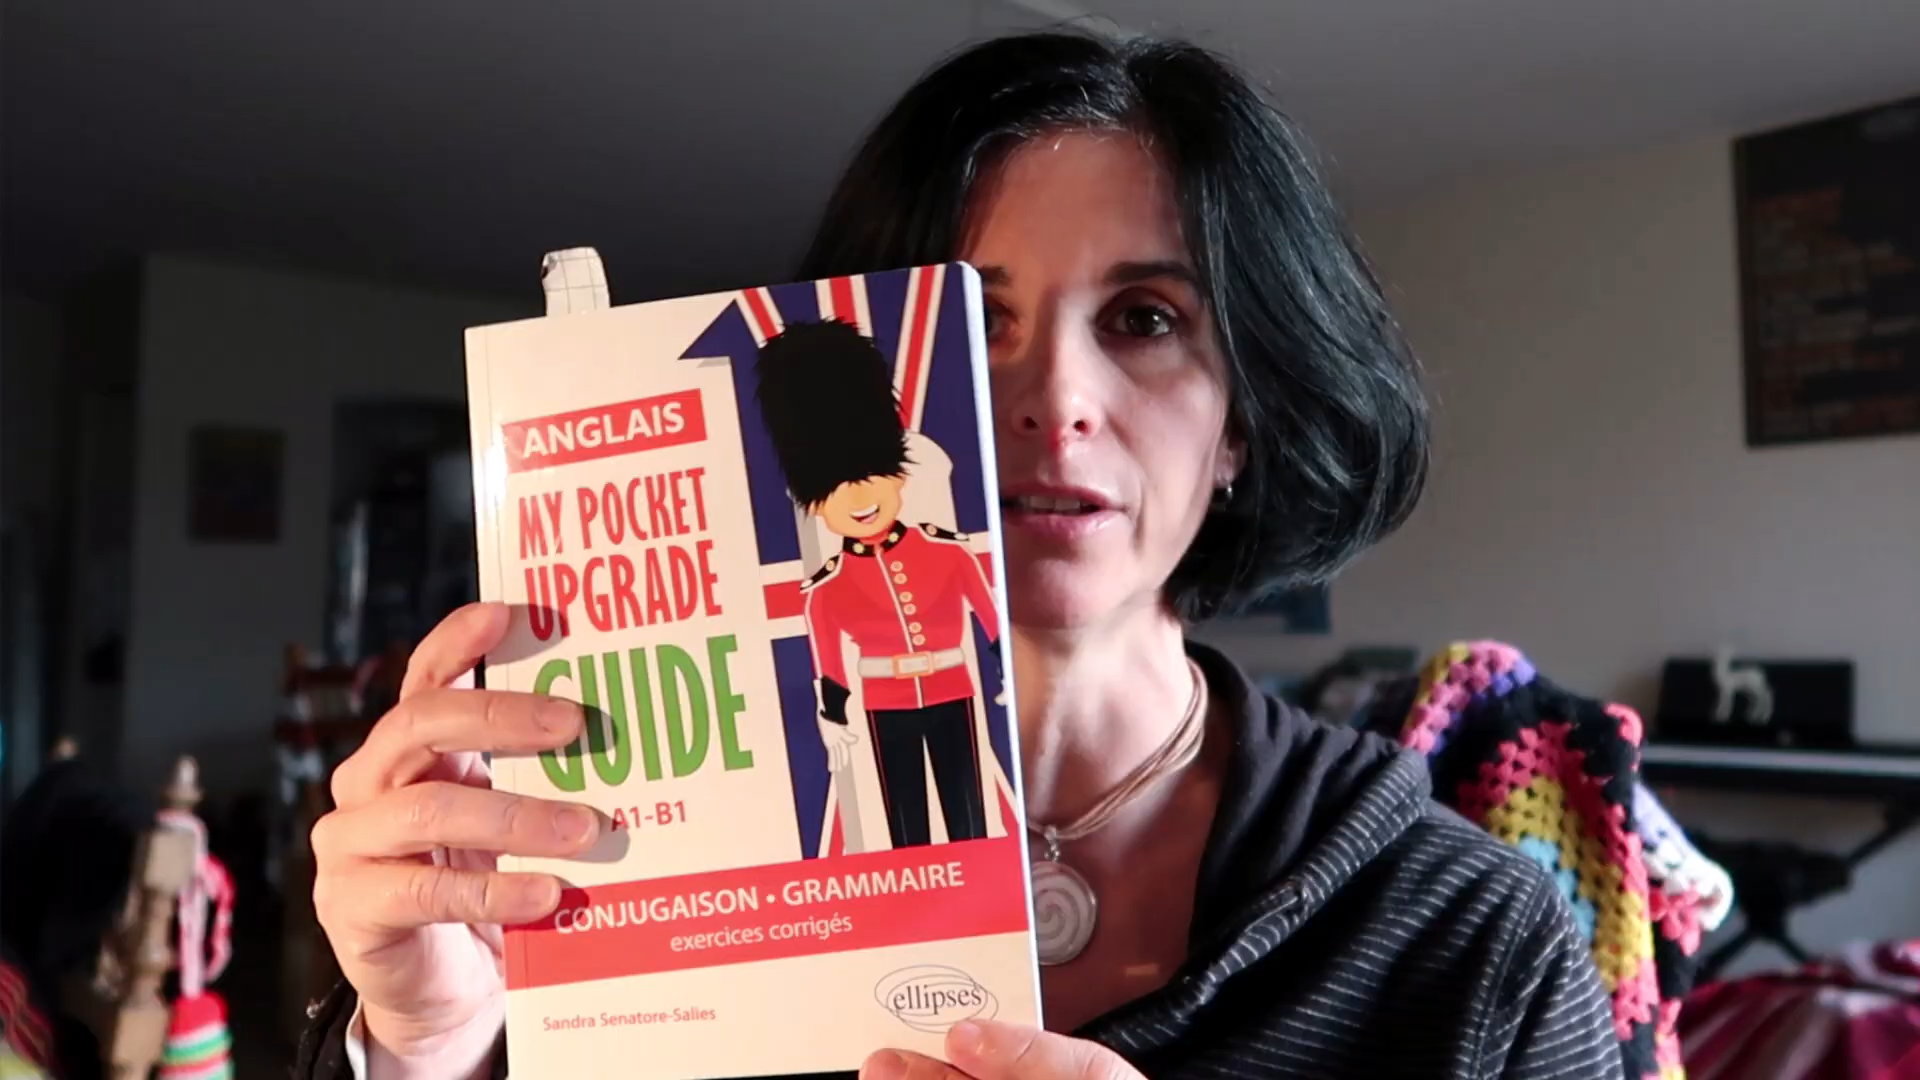 ANGLAIS
MY POCKET
UPGRADE
GUIDE
A1-B1
CONJUGAISON • GRAMMAIRE
exercices corrigés
Sandra Senatore-Salies
ellipses